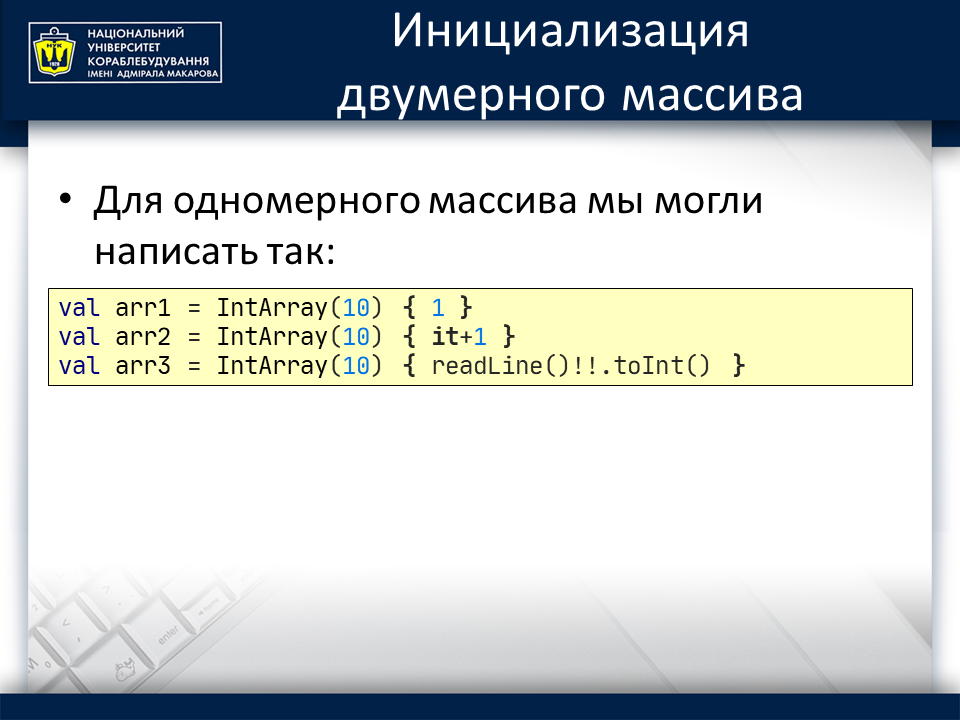 НУК
1920
НАЦІОНАЛЬНИЙ
УНІВЕРСИТЕТ
КОРАБЛЕБУДУВАННЯ
ІМЕНІ АДМІРАЛА МАКАРОВА
Инициализация
двумерного массива
• Для одномерного массива мы могли
написать так:
val arr1 = IntArray(10) { 1 }
val arr2 = IntArray(10) { it+1 }
val arr3 = IntArray(10) { readLine()!!.toInt() }
enter